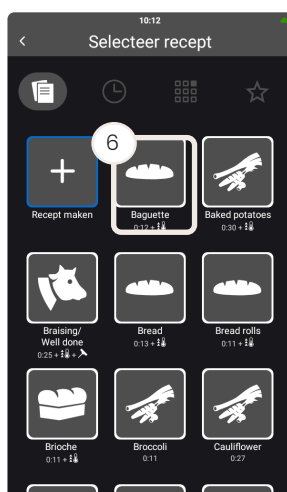 10:12
Selecteer recept
6
Recept maken
Baguette
0:12 +
Baked potatoes
0:30 +
Braising/
Well done
0:25 + +
Bread
0:13 +
Bread rolls
0:11 +
Brioche
0:11 +
Broccoli
0:11
Cauliflower
0:27